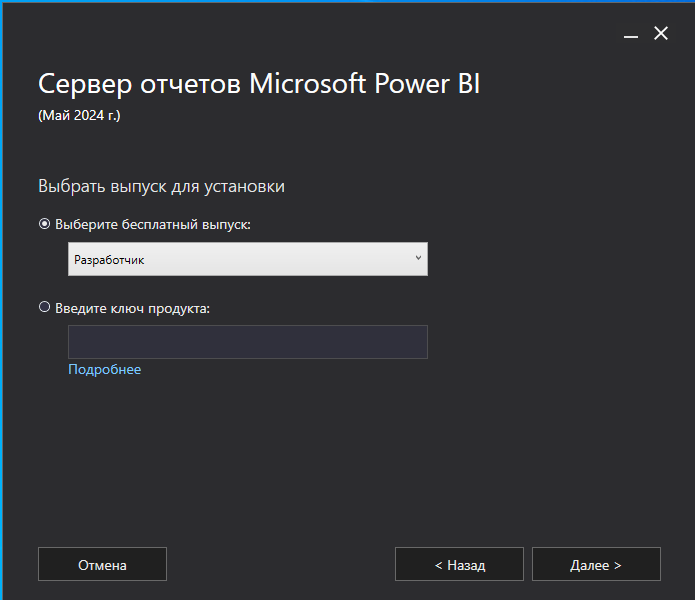 Сервер отчетов Microsoft Power BI
(Май 2024 г.)
Выбрать выпуск для установки
Выберите бесплатный выпуск:
Разработчик
Введите ключ продукта:
Подробнее
Отмена
< Назад
Далее >